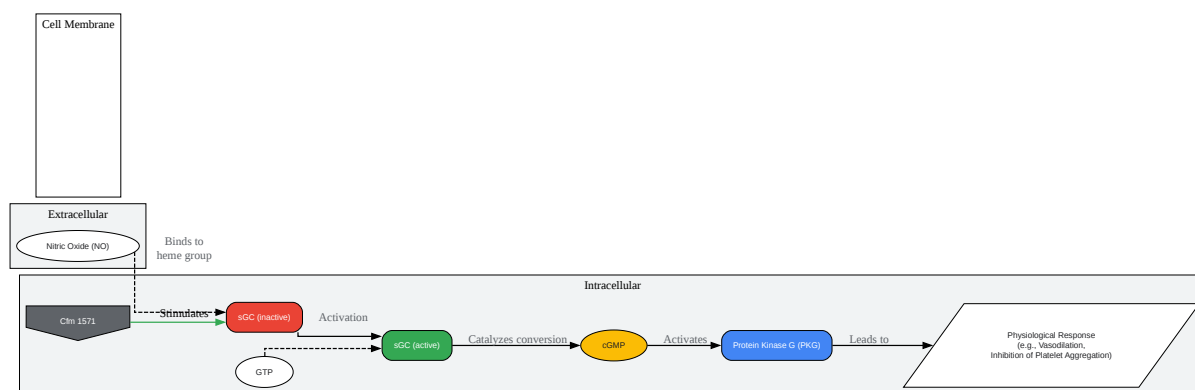 Cell Membrane
Extracellular
Nitric Oxide (NO)
Binds to
heme group
Intracellular
Cfm 1571
Stimulates
sGC (inactive)
Activation
GTP
sGC (active)
Catalyzes conversion
cGMP
Activates
Protein Kinase G (PKG)
Leads to
Physiological Response
(e.g., Vasodilation,
Inhibition of Platelet Aggregation)